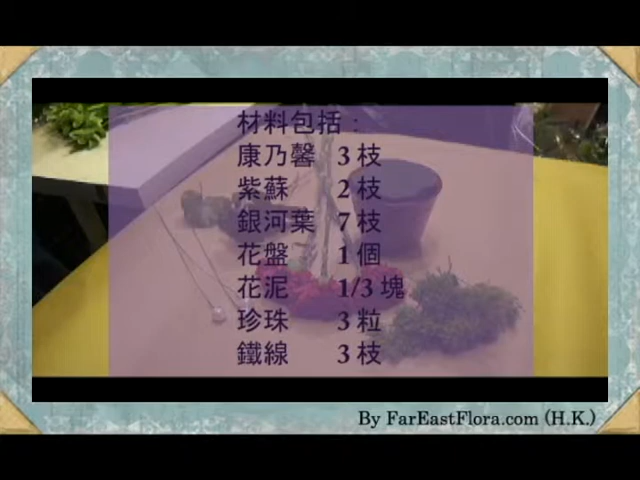 材料包括：
康乃馨 3 枝
紫蘇 2 枝
銀河葉 7 枝
花盤 1 個
花泥 1/3 塊
珍珠 3 粒
鐵線 3 枝
By FarEastFlora.com (H.K.)